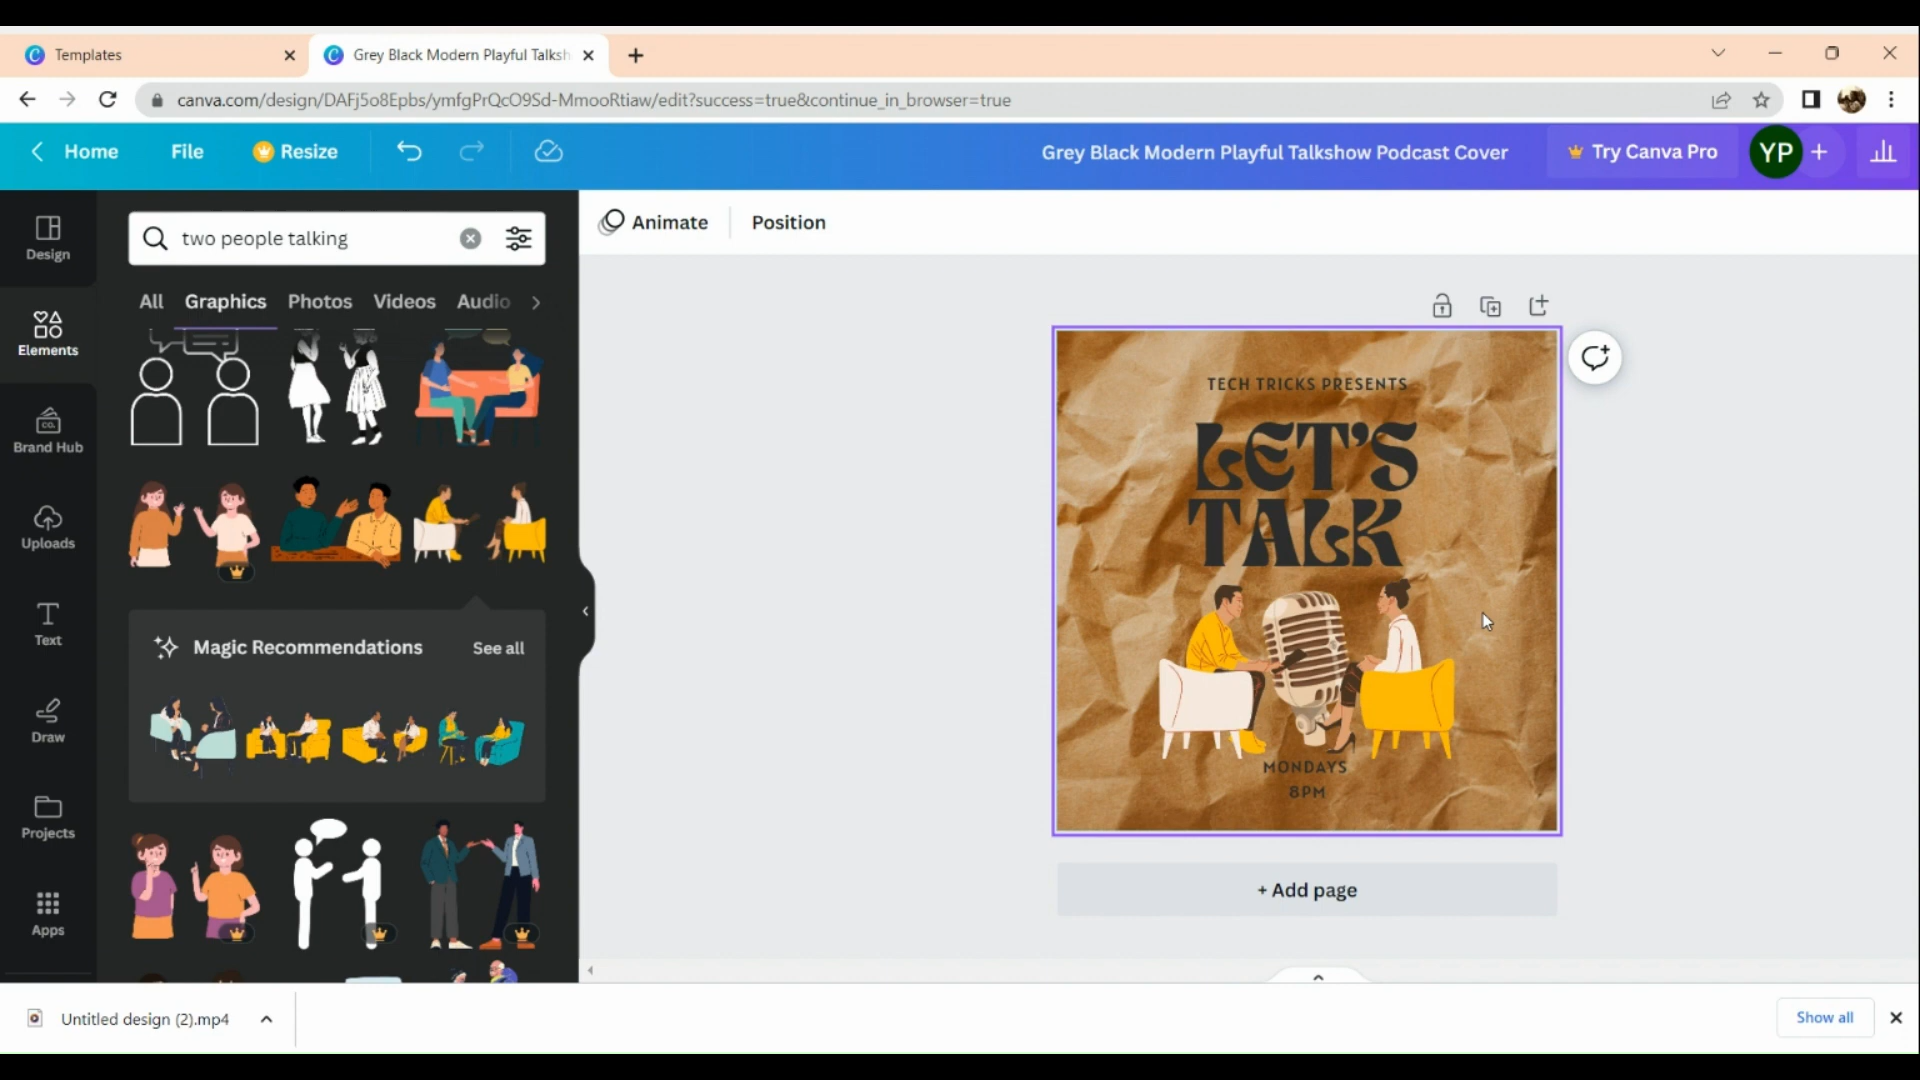 Templates
Grey Black Modern Playful Talksh
canva.com/design/DAFj5o8Epbs/ymfgPrQcO9Sd-MmooRtiaw/edit?success=true&continue_in_browser=true
Home File Resize
Grey Black Modern Playful Talkshow Podcast Cover
Try Canva Pro
YP
Design
Elements
Brand Hub
CO.
Uploads
Text
Draw
Projects
Apps
two people talking
All Graphics Photos Videos Audio
Magic Recommendations See all
Animate Position
TECH TRICKS PRESENTS
LET'S
TALK
MONDAYS
8PM
+ Add page
Untitled design (2).mp4
Show all